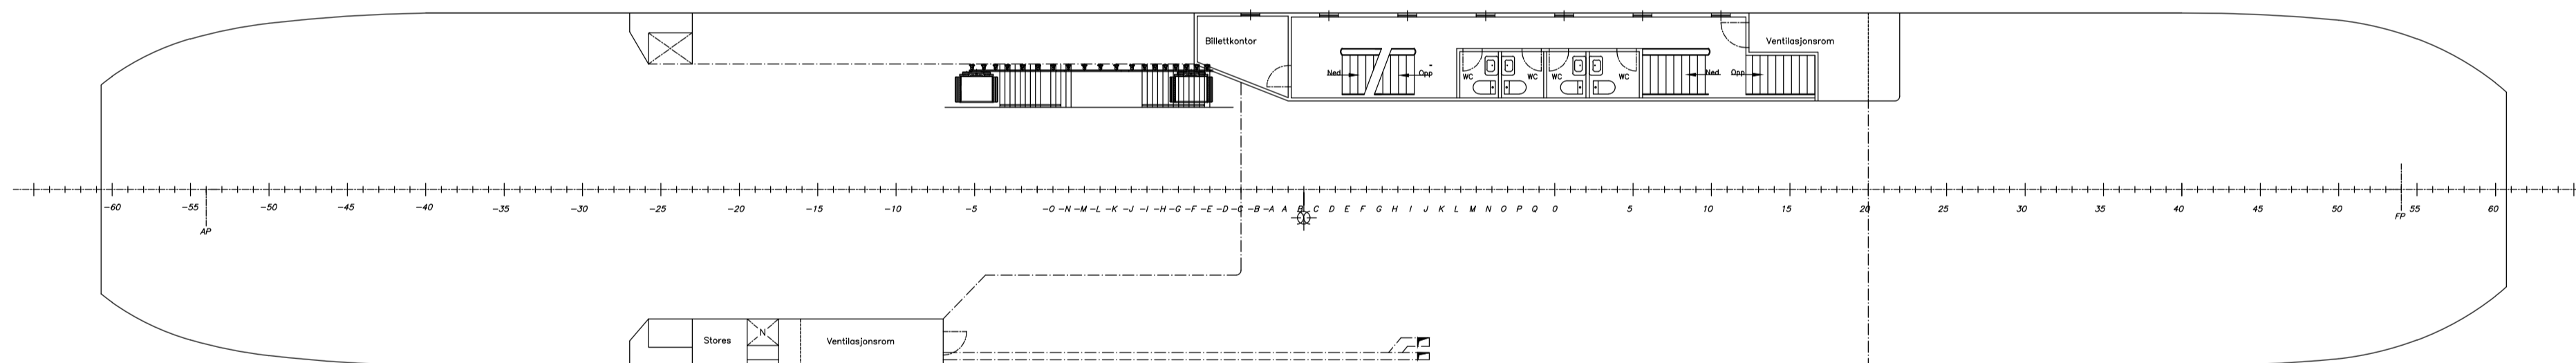 Billettkontor
Ventilasjonsrom
Ned
Opp
Ned
Opp
WC
WC
WC
WC
-60 -55 -50 -45 -40 -35 -30 -25 -20 -15 -10 -5 -O -N -M -L -K -J -I -H -G -F -E -D -C -B -A A B C D E F G H I J K L M N O P Q 0 5 10 15 20 25 30 35 40 45 50 55 60
AP
FP
N
Stores
Ventilasjonsrom